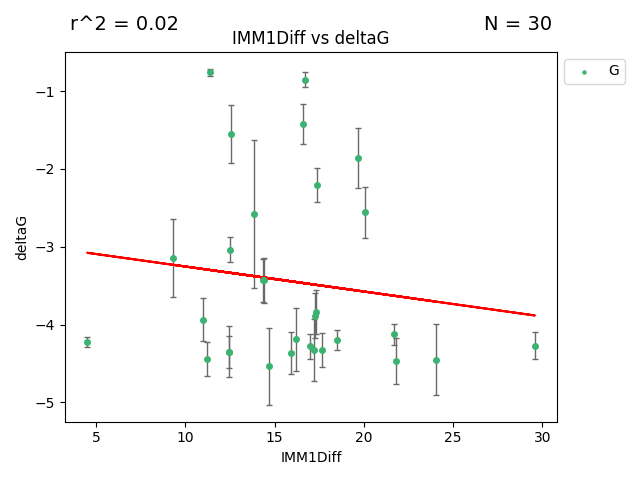 r^2 = 0.02
N = 30
IMM1Diff vs deltaG
G
−1
−2
−3
−4
−5
deltaG
5
10
15
20
25
30
IMM1Diff